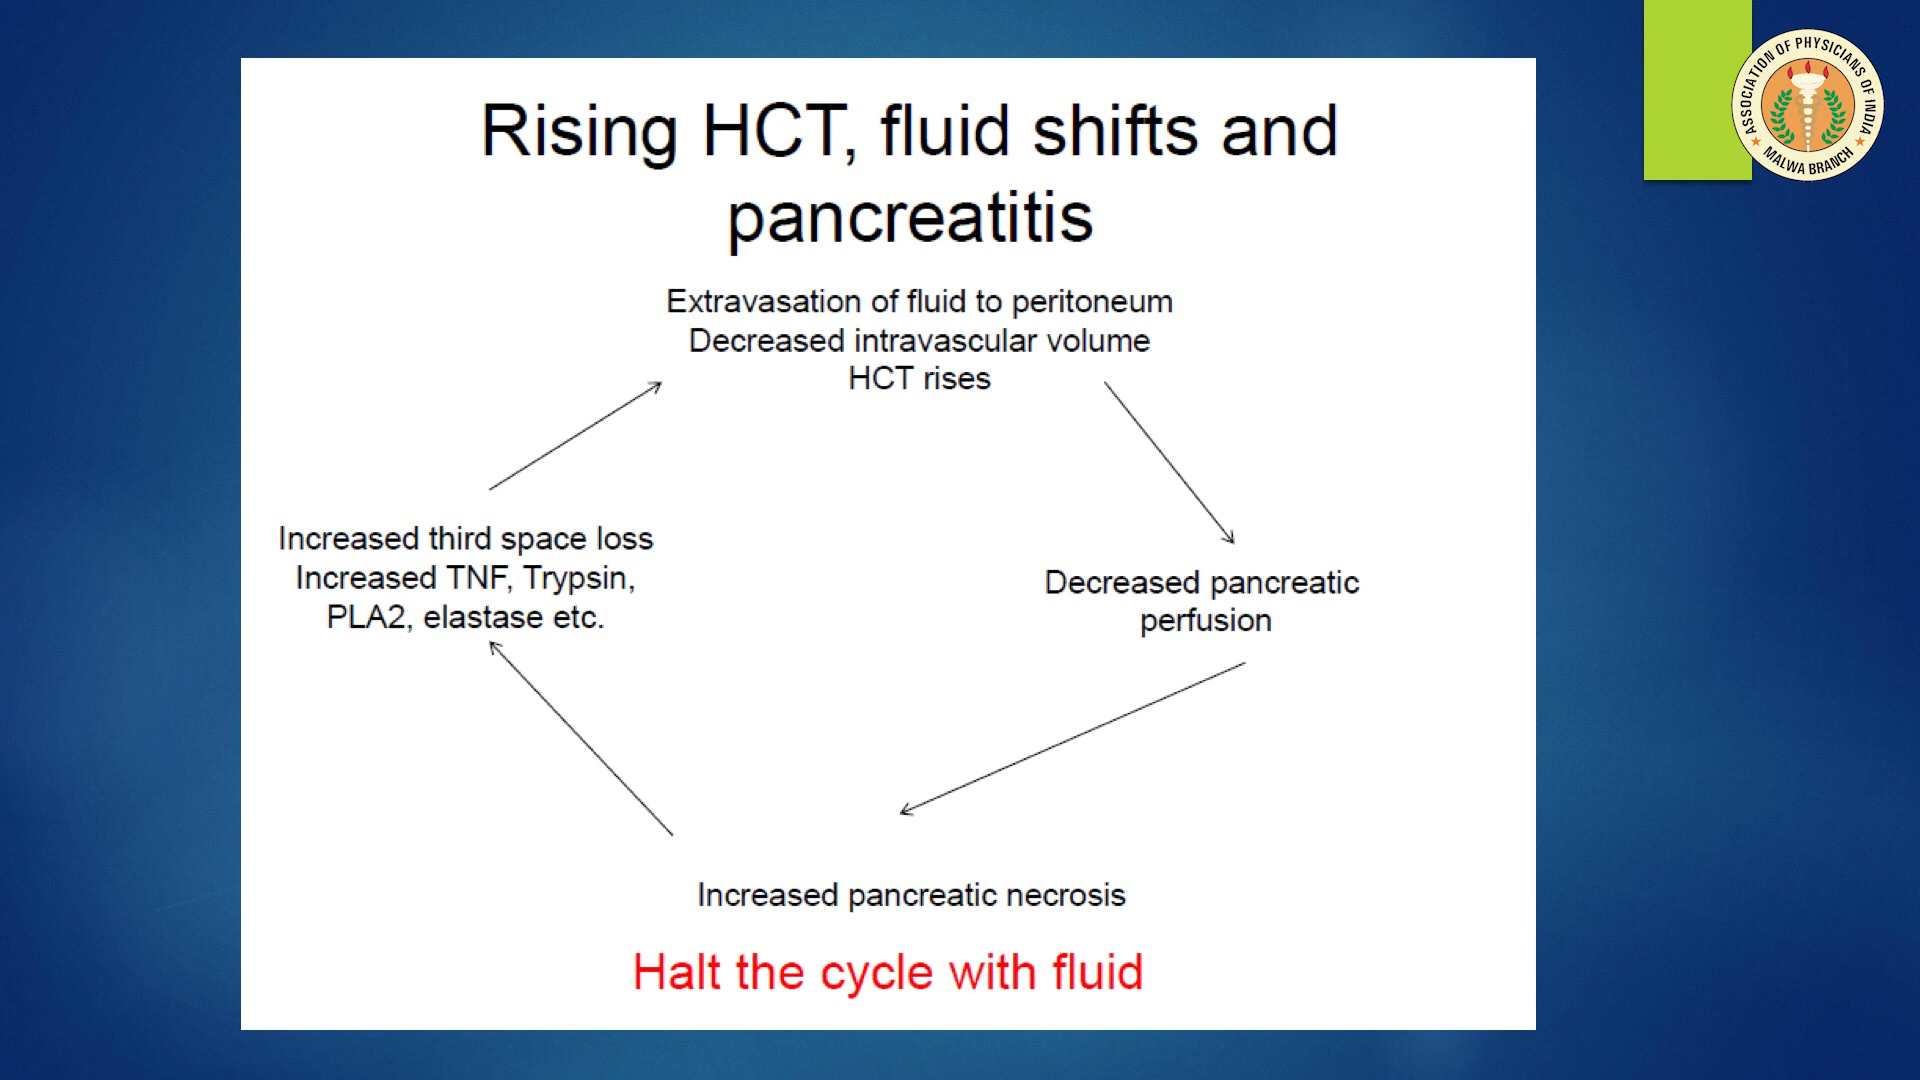 Rising HCT, fluid shifts and
pancreatitis
Extravasation of fluid to peritoneum
Decreased intravascular volume
HCT rises
Increased third space loss
Increased TNF, Trypsin,
PLA2, elastase etc.
Decreased pancreatic
perfusion
Increased pancreatic necrosis
Halt the cycle with fluid
ASSOCIATION OF PHYSICIANS OF INDIA
MALWA BRANCH